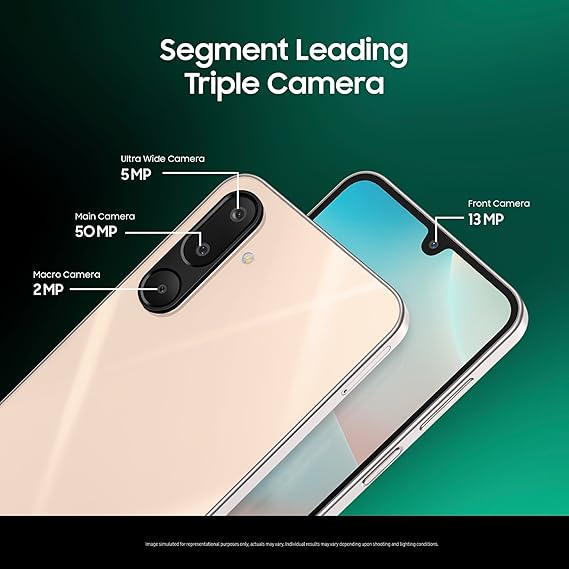 Segment Leading
Triple Camera
Ultra Wide Camera
5MP
Main Camera
50MP
Macro Camera
2MP
Front Camera
13MP
Image simulated for representational purposes only, actuals may vary. Individual results may vary depending upon shooting and lighting conditions.